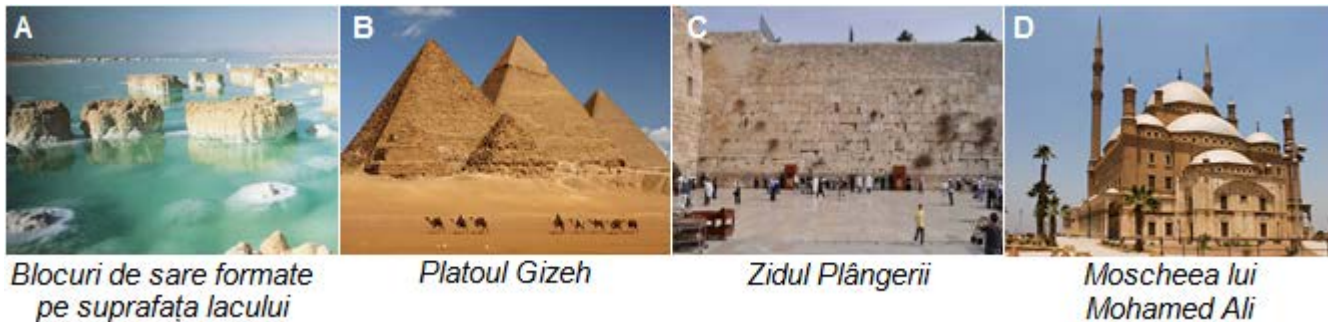 A
B
C
D
Blocuri de sare formate
pe suprafața lacului
Platoul Gizeh
Zidul Plângerii
Moscheea lui
Mohamed Ali